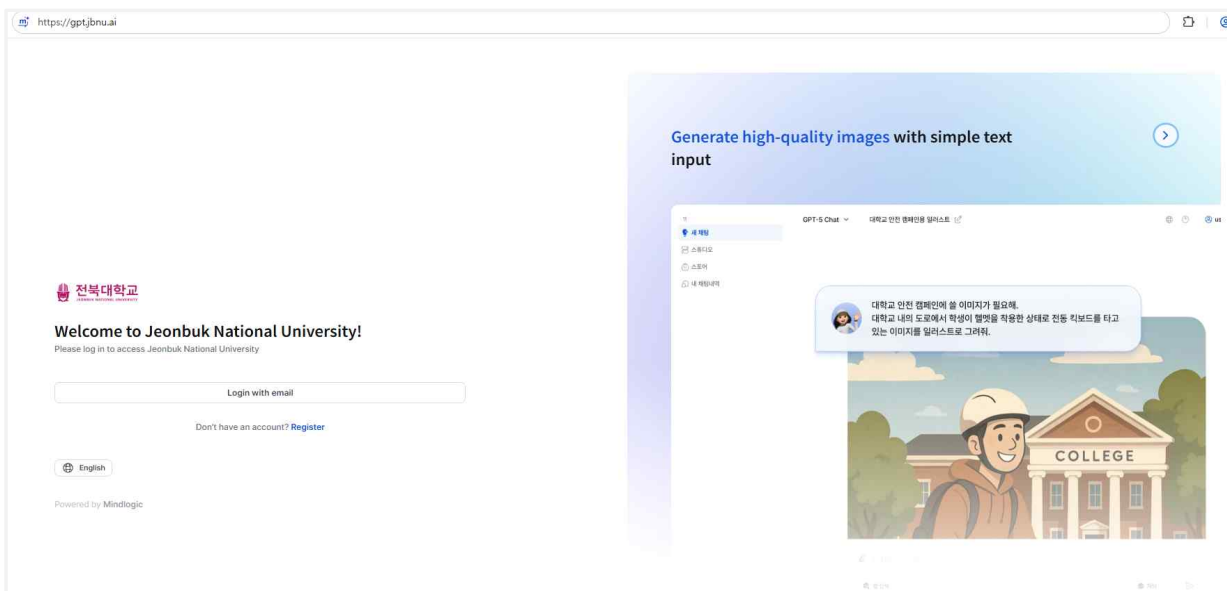 https://gpt.jbnu.ai
전북대학교
JEONBUK NATIONAL UNIVERSITY
Welcome to Jeonbuk National University!
Please log in to access Jeonbuk National University
Login with email
Don't have an account? Register
English
Powered by Mindlogic
Generate high-quality images with simple text
input
GPT-5 Chat
대학교 안전 캠페인용 일러스트
us
새 채팅
스튜디오
스토어
내 채팅내역
대학교 안전 캠페인에 쓸 이미지가 필요해.
대학교 내의 도로에서 학생이 헬멧을 착용한 상태로 전동 킥보드를 타고
있는 이미지를 일러스트로 그려줘.
COLLEGE